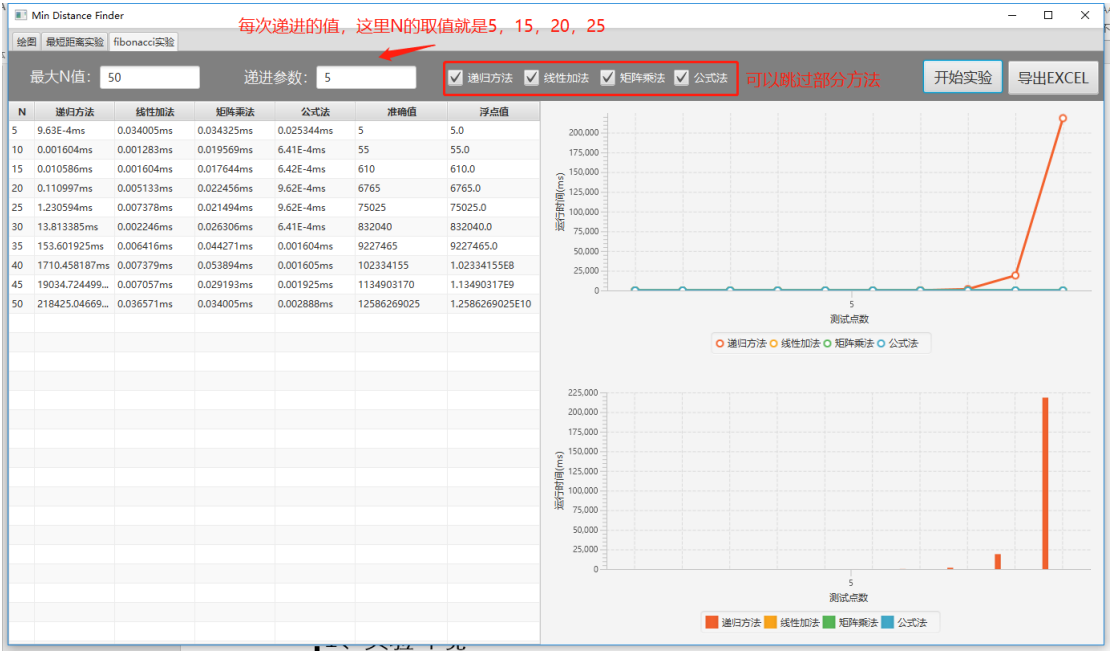 Min Distance Finder
每次递进的值，这里N的取值就是5，15，20，25
绘图 最短距离实验 fibonacci实验
最大N值： 50 递进参数： 5 递归方法 线性加法 矩阵乘法 公式法 可以跳过部分方法 开始实验 导出EXCEL
N 递归方法 线性加法 矩阵乘法 公式法 准确值 浮点值
5 9.63E-4ms 0.034005ms 0.034325ms 0.025344ms 5 5.0
10 0.001604ms 0.001283ms 0.019569ms 6.41E-4ms 55 55.0
15 0.010586ms 0.001604ms 0.017644ms 6.42E-4ms 610 610.0
20 0.110997ms 0.005133ms 0.022456ms 9.62E-4ms 6765 6765.0
25 1.230594ms 0.007378ms 0.021494ms 9.62E-4ms 75025 75025.0
30 13.813385ms 0.002246ms 0.026306ms 6.41E-4ms 832040 832040.0
35 153.601925ms 0.006416ms 0.044271ms 0.001604ms 9227465 9227465.0
40 1710.458187ms 0.007379ms 0.053894ms 0.001605ms 102334155 1.02334155E8
45 19034.724499... 0.007057ms 0.029193ms 0.001925ms 1134903170 1.13490317E9
50 218425.04669... 0.036571ms 0.034005ms 0.002888ms 12586269025 1.2586269025E10
200,000
175,000
150,000
125,000
100,000
75,000
50,000
25,000
0
运行时间(ms)
5
测试点数
递归方法 线性加法 矩阵乘法 公式法
225,000
200,000
175,000
150,000
125,000
100,000
75,000
50,000
25,000
0
运行时间(ms)
5
测试点数
递归方法 线性加法 矩阵乘法 公式法